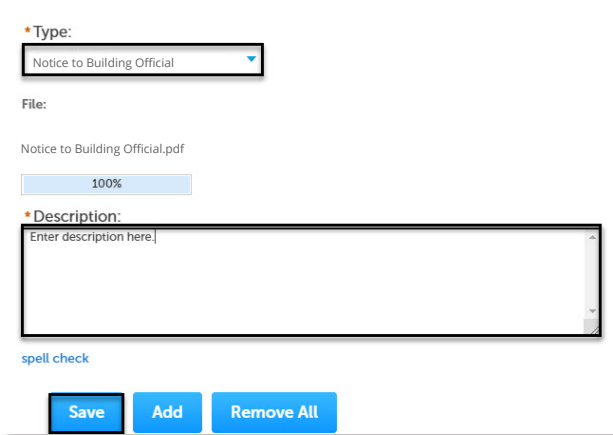 *Type:
Notice to Building Official
File:
Notice to Building Official.pdf
100%
*Description:
Enter description here.
spell check
Save Add Remove All